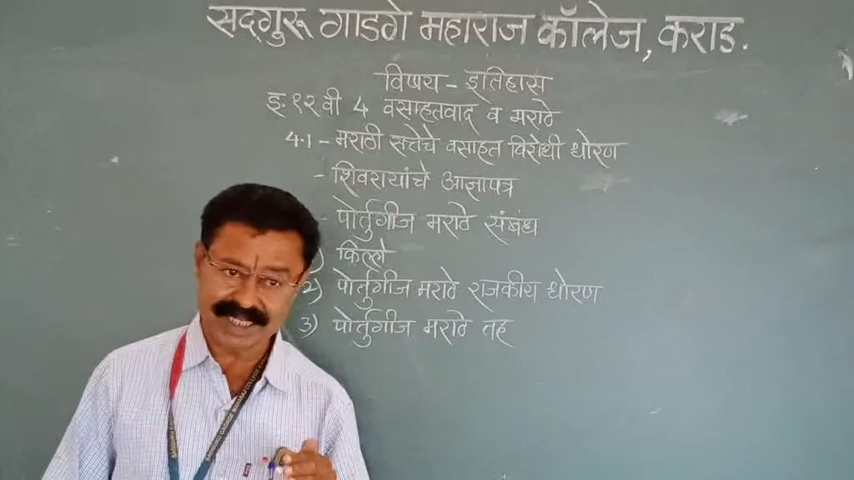 सद्गुरू गाडगे महाराज कॉलेज, कराड.
विषय - इतिहास
इ.१२वी 4 वसाहतवाद व मराठे
4.1 - मराठी सत्तेचे वसाहत विरोधी धोरण
- शिवरायांचे आज्ञापत्र
- पोर्तुगीज मराठे संबंध
) किल्ले
2) पोर्तुगीज मराठे राजकीय धोरण
3) पोर्तुगीज मराठे तह